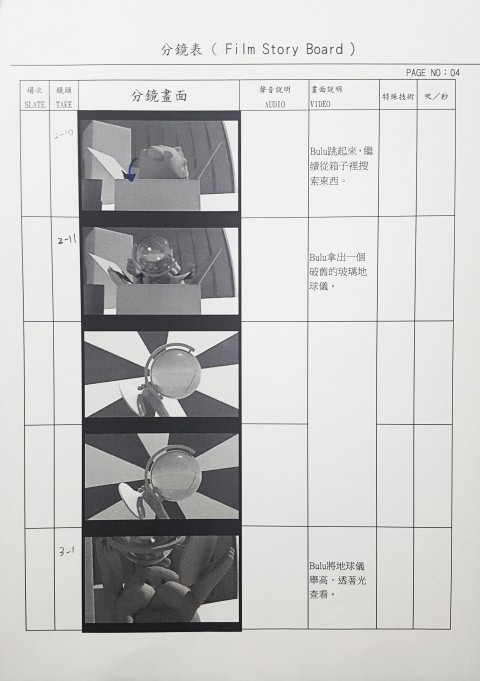 分鏡表 ( Film Story Board )
PAGE NO：04
場次 鏡頭 分鏡畫面 聲音說明 畫面說明 特殊技術 呎／秒
SLATE TAKE AUDIO VIDEO
2-10
Bulu跳起來，繼
續從箱子裡搜
索東西。
2-11
Bulu拿出一個
破舊的玻璃地
球儀。
3-1
Bulu將地球儀
舉高，透著光
查看。